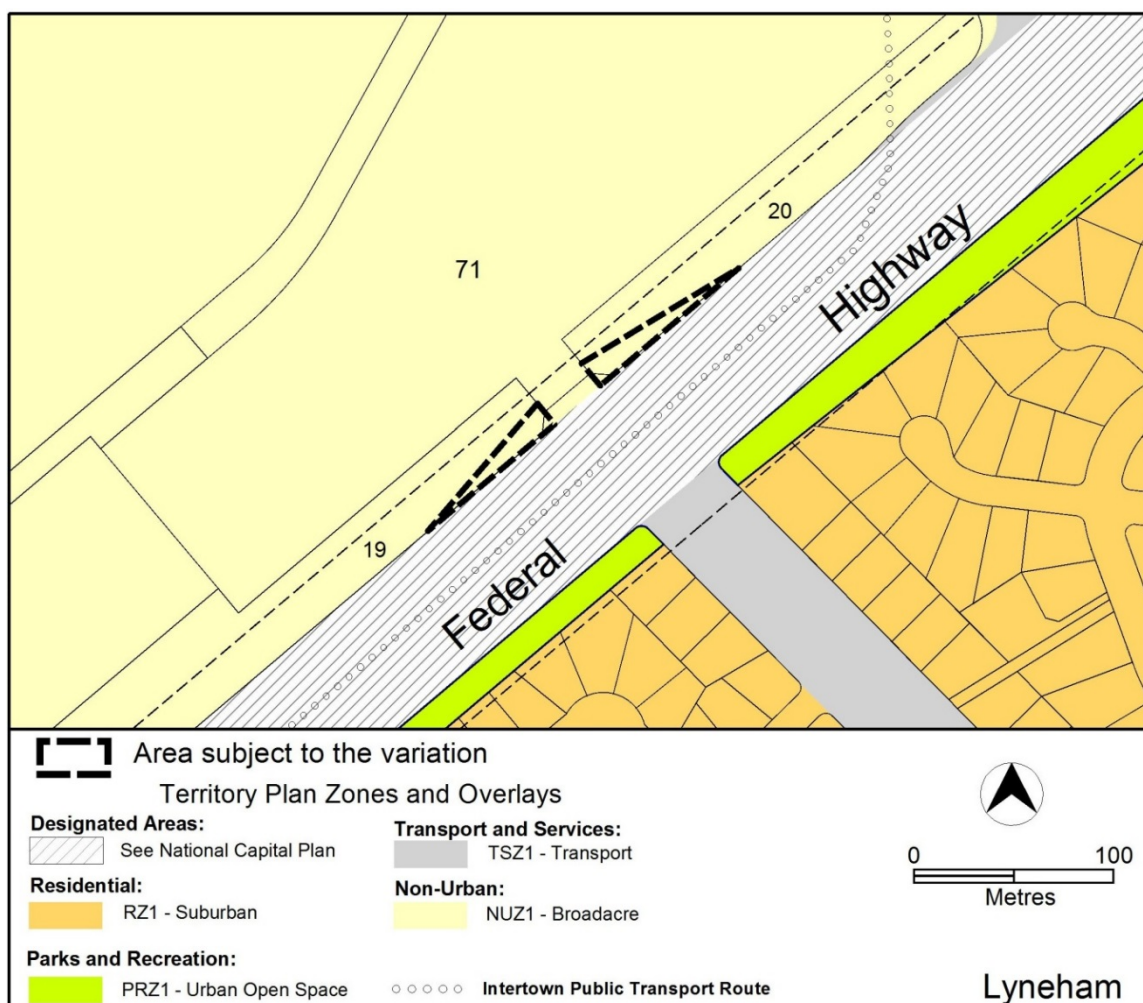 20
71
Highway
Federal
19
Area subject to the variation
Territory Plan Zones and Overlays
Designated Areas:
See National Capital Plan
Residential:
RZ1 - Suburban
Parks and Recreation:
PRZ1 - Urban Open Space
Transport and Services:
TSZ1 - Transport
Non-Urban:
NUZ1 - Broadacre
Intertown Public Transport Route
0 100
Metres
Lyneham